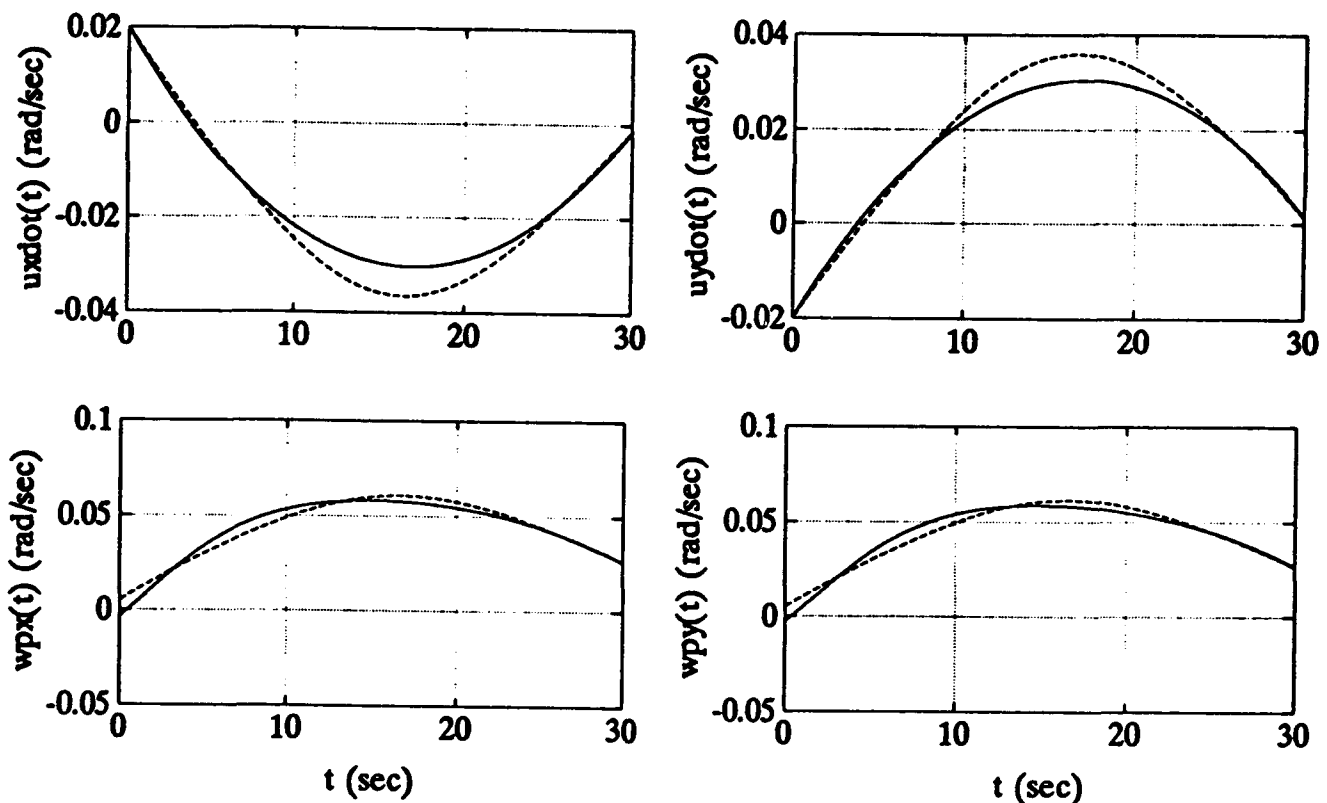 uxdot(t) (rad/sec)
0.02
0
-0.02
-0.04
0 10 20 30
uydot(t) (rad/sec)
0.04
0.02
0
-0.02
0 10 20 30
wpx(t) (rad/sec)
0.1
0.05
0
-0.05
0 10 20 30
t (sec)
wpy(t) (rad/sec)
0.1
0.05
0
-0.05
0 10 20 30
t (sec)